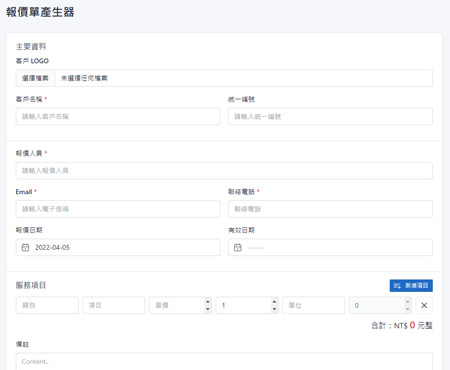 報價單產生器
主要資料
客戶 LOGO
選擇檔案 未選擇任何檔案
客戶名稱 * 統一編號
請輸入客戶名稱 請輸入統一編號
報價人員 *
請輸入報價人員
Email * 聯絡電話 *
請輸入電子信箱 聯絡電話
報價日期 有效日期
2022-04-05 -------
服務項目 新增項目
類別 項目 單價 1 單位 0
合計：NT$ 0 元整
備註
Content..